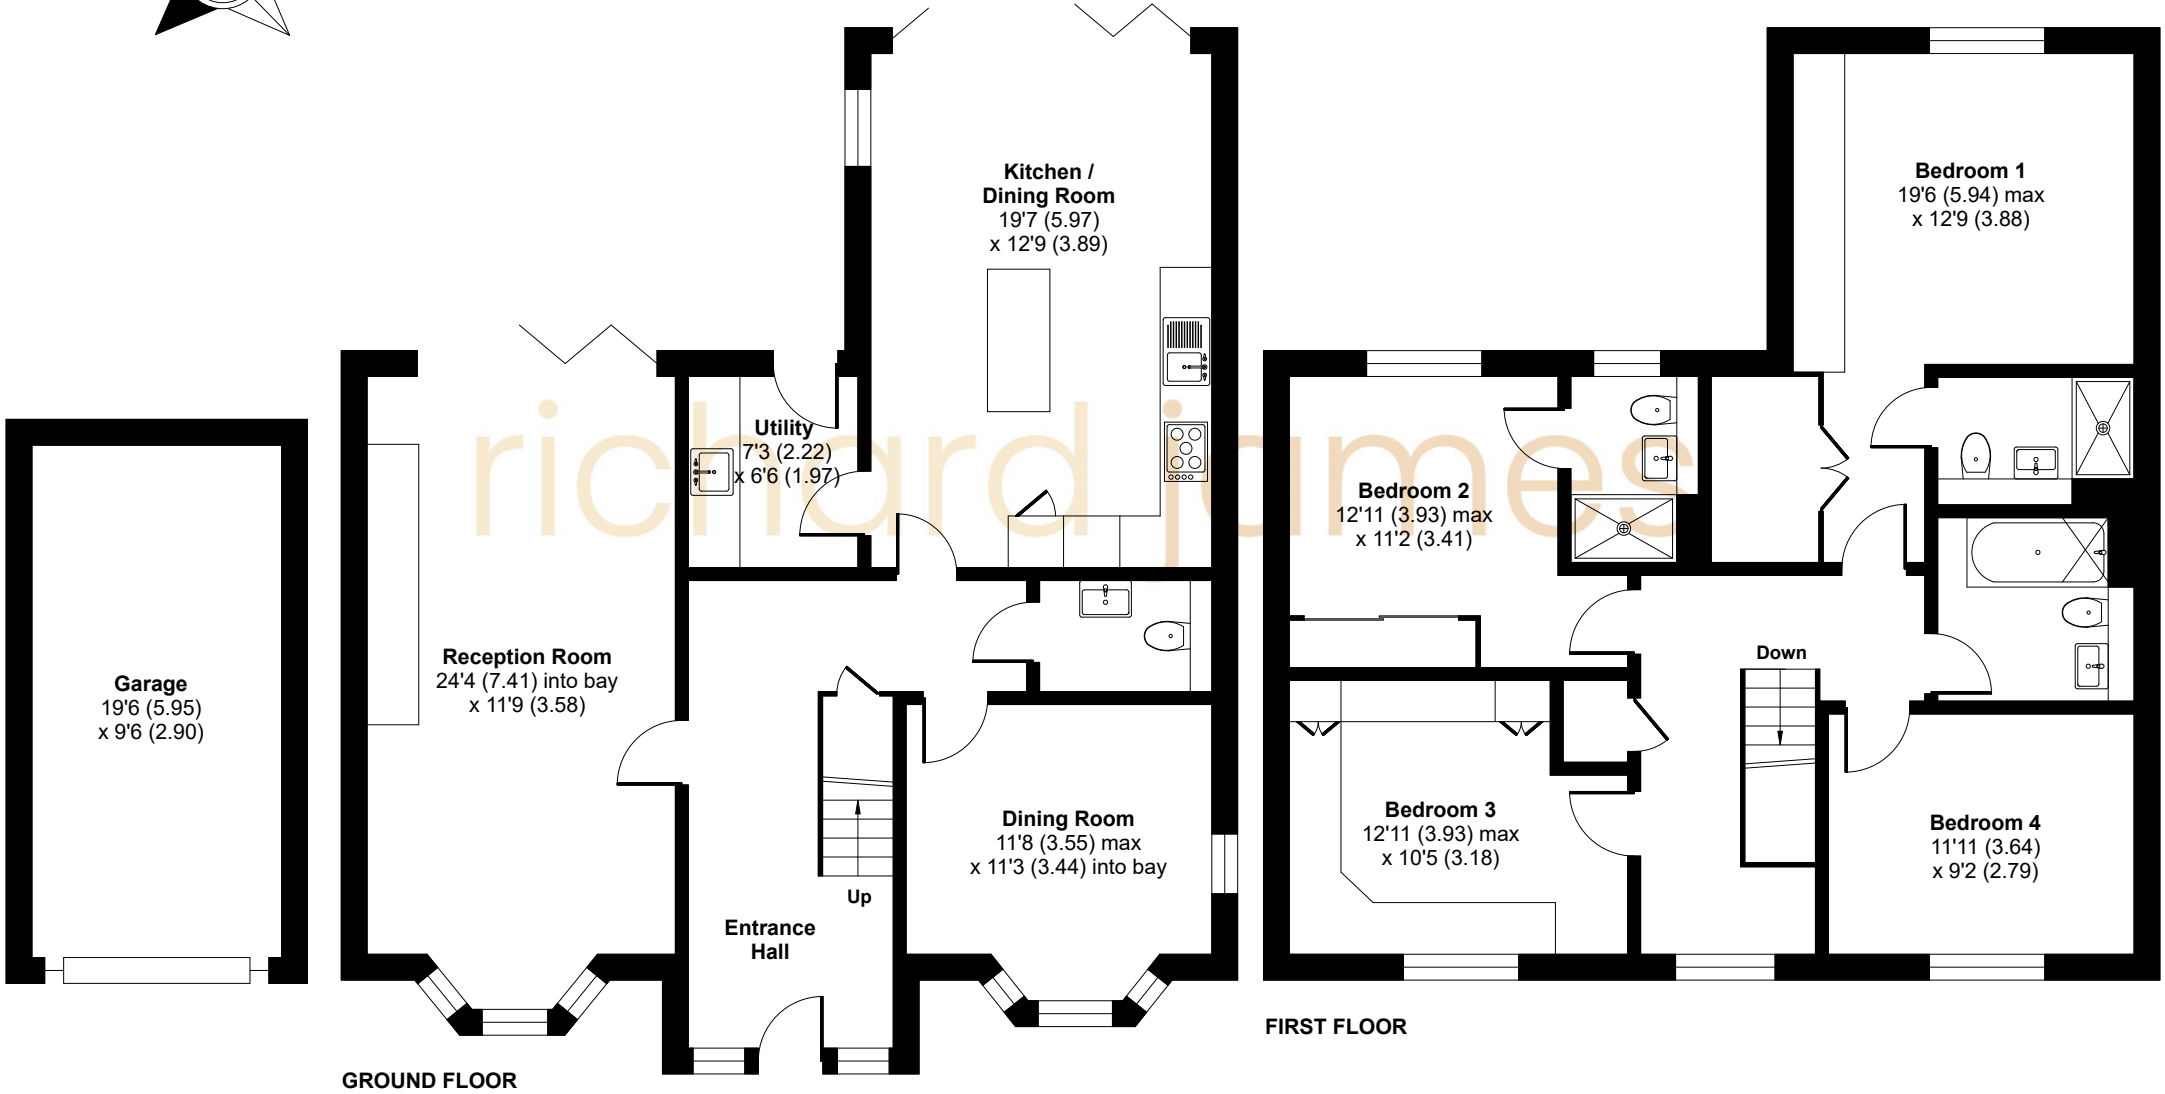 Kitchen /
Dining Room
19'7 (5.97)
x 12'9 (3.89)
Bedroom 1
19'6 (5.94) max
x 12'9 (3.88)
Utility
7'3 (2.22)
x 6'6 (1.97)
richard james
Bedroom 2
12'11 (3.93) max
x 11'2 (3.41)
Garage
19'6 (5.95)
x 9'6 (2.90)
Reception Room
24'4 (7.41) into bay
x 11'9 (3.58)
Down
Dining Room
11'8 (3.55) max
x 11'3 (3.44) into bay
Bedroom 3
12'11 (3.93) max
x 10'5 (3.18)
Bedroom 4
11'11 (3.64)
x 9'2 (2.79)
Up
Entrance
Hall
FIRST FLOOR
GROUND FLOOR